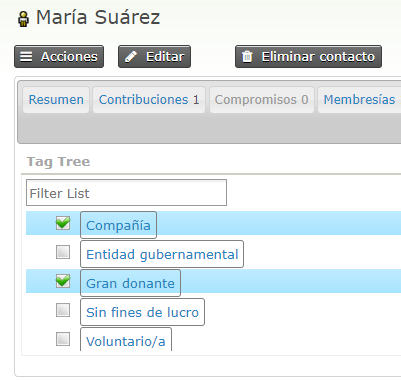 María Suárez
Acciones Editar Eliminar contacto
Resumen Contribuciones 1 Compromisos 0 Membresías
Tag Tree
Filter List
Compañía
Entidad gubernamental
Gran donante
Sin fines de lucro
Voluntario/a